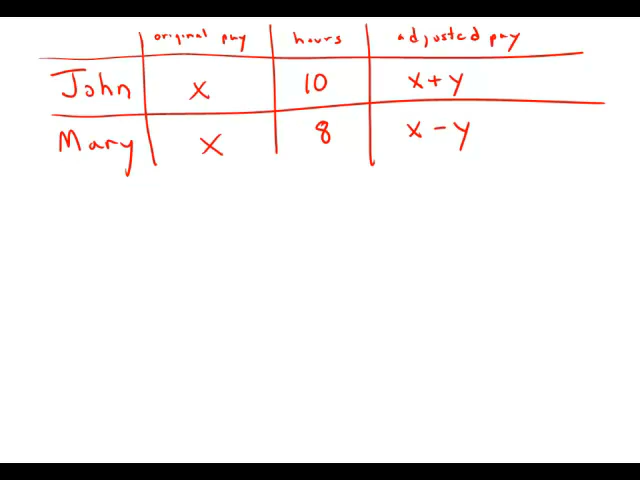 original pay hours adjusted pay
John x 10 x + y
Mary x 8 x - y